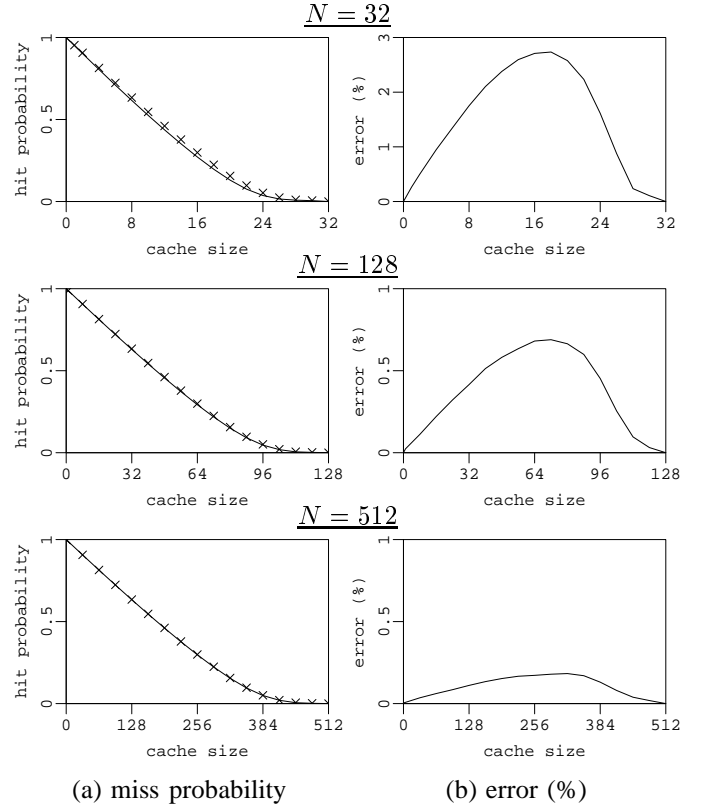 N = 32
hit probability
0 0.5 1
0 8 16 24 32
cache size
error (%)
0 1 2 3
0 8 16 24 32
cache size
N = 128
hit probability
0 0.5 1
0 32 64 96 128
cache size
error (%)
0 0.5 1
0 32 64 96 128
cache size
N = 512
hit probability
0 0.5 1
0 128 256 384 512
cache size
error (%)
0 0.5 1
0 128 256 384 512
cache size
(a) miss probability
(b) error (%)